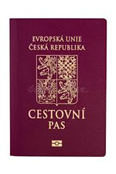 EVROPSKÁ UNIE
ČESKÁ REPUBLIKA
CESTOVNÍ
PAS